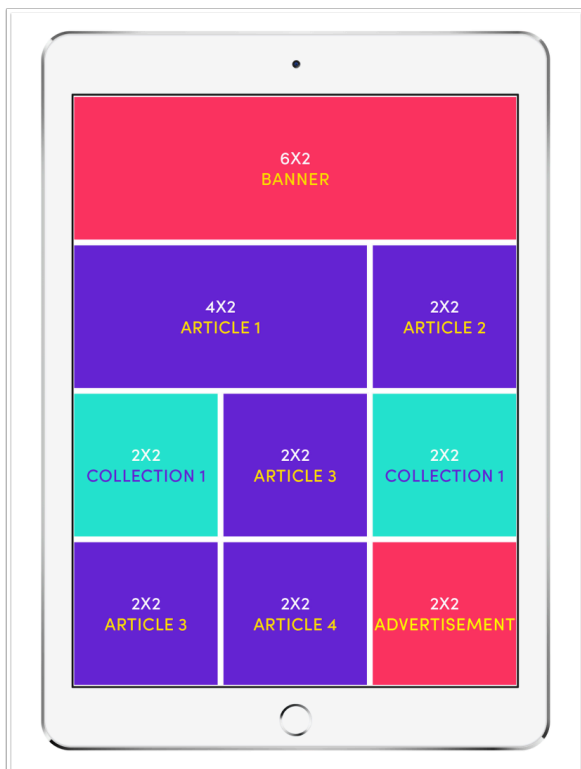 6X2
BANNER
4X2
ARTICLE 1
2X2
ARTICLE 2
2X2
COLLECTION 1
2X2
ARTICLE 3
2X2
COLLECTION 1
2X2
ARTICLE 3
2X2
ARTICLE 4
2X2
ADVERTISEMENT